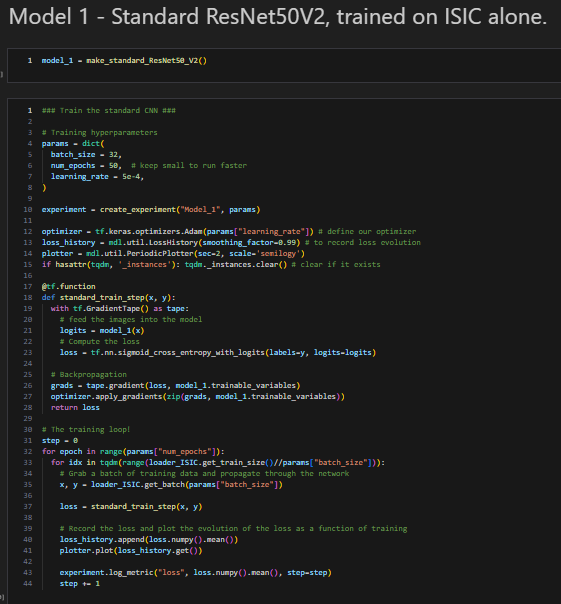 Model 1 - Standard ResNet50V2, trained on ISIC alone.
1 model_1 = make_standard_ResNet50_V2()
1 ### Train the standard CNN ###
2
3 # Training hyperparameters
4 params = dict(
5 batch_size = 32,
6 num_epochs = 50, # keep small to run faster
7 learning_rate = 5e-4,
8 )
9
10 experiment = create_experiment("Model_1", params)
11
12 optimizer = tf.keras.optimizers.Adam(params["learning_rate"]) # define our optimizer
13 loss_history = mdl.util.LossHistory(smoothing_factor=0.99) # to record loss evolution
14 plotter = mdl.util.PeriodicPlotter(sec=2, scale='semilogy')
15 if hasattr(tqdm, '_instances'): tqdm._instances.clear() # clear if it exists
16
17 @tf.function
18 def standard_train_step(x, y):
19 with tf.GradientTape() as tape:
20 # feed the images into the model
21 logits = model_1(x)
22 # Compute the loss
23 loss = tf.nn.sigmoid_cross_entropy_with_logits(labels=y, logits=logits)
24
25 # Backpropagation
26 grads = tape.gradient(loss, model_1.trainable_variables)
27 optimizer.apply_gradients(zip(grads, model_1.trainable_variables))
28 return loss
29
30 # The training loop!
31 step = 0
32 for epoch in range(params["num_epochs"]):
33 for idx in tqdm(range(loader_ISIC.get_train_size()//params["batch_size"])):
34 # Grab a batch of training data and propagate through the network
35 x, y = loader_ISIC.get_batch(params["batch_size"])
36
37 loss = standard_train_step(x, y)
38
39 # Record the loss and plot the evolution of the loss as a function of training
40 loss_history.append(loss.numpy().mean())
41 plotter.plot(loss_history.get())
42
43 experiment.log_metric("loss", loss.numpy().mean(), step=step)
44 step += 1